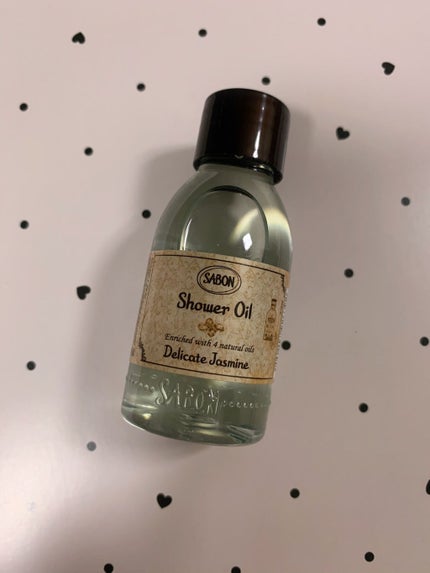 SABON
Shower Oil
Enriched with 4 natural oils
Delicate Jasmine
SABON